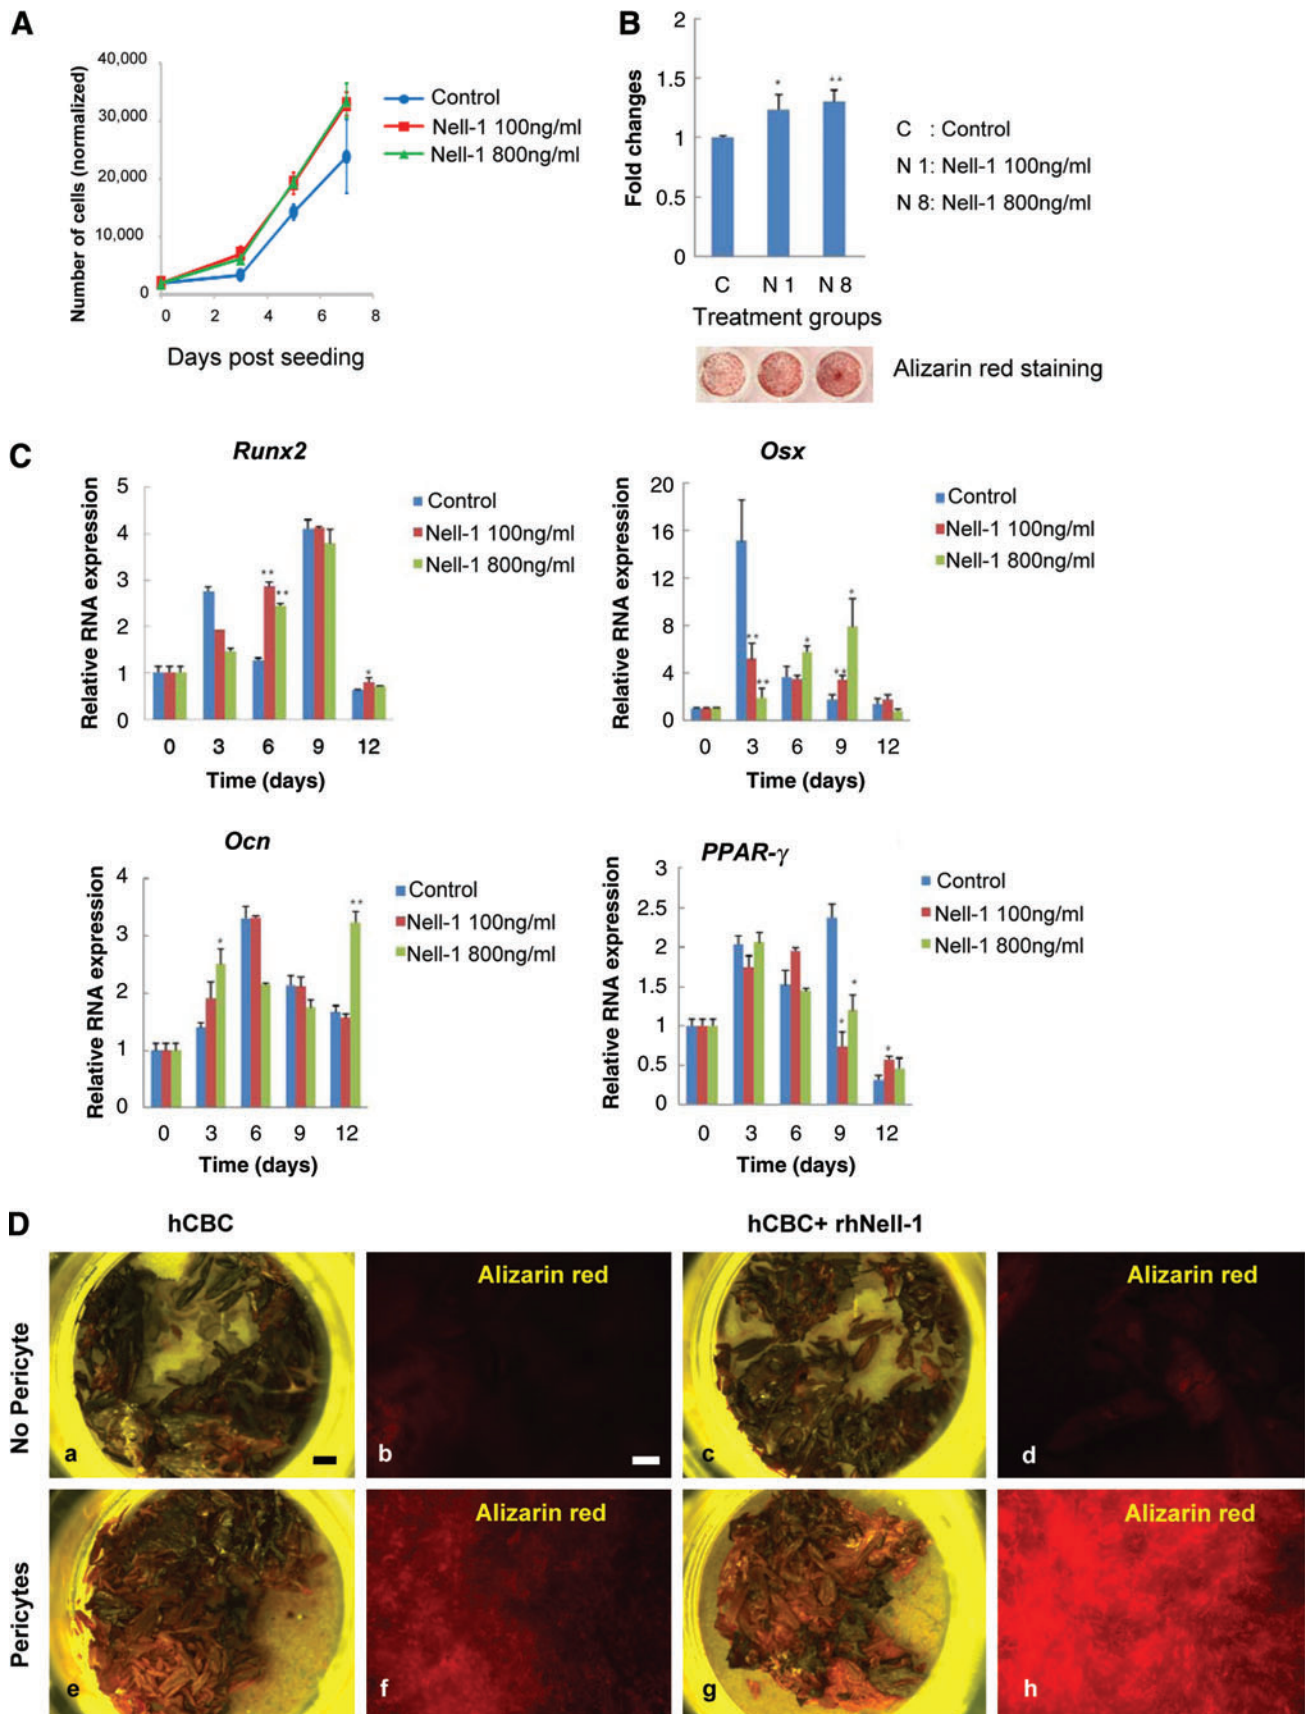 A
Number of cells (normalized)
40,000
30,000
20,000
10,000
0
0 2 4 6 8
Days post seeding
Control
Nell-1 100ng/ml
Nell-1 800ng/ml
B
Fold changes
2
1.5
1
0.5
0
* **
C N 1 N 8
Treatment groups
C : Control
N 1: Nell-1 100ng/ml
N 8: Nell-1 800ng/ml
Alizarin red staining
C
Runx2
Relative RNA expression
5
4
3
2
1
0
** ** *
0 3 6 9 12
Time (days)
Control
Nell-1 100ng/ml
Nell-1 800ng/ml
Osx
Relative RNA expression
20
16
12
8
4
0
** ** * ** *
0 3 6 9 12
Time (days)
Control
Nell-1 100ng/ml
Nell-1 800ng/ml
Ocn
Relative RNA expression
4
3
2
1
0
* **
0 3 6 9 12
Time (days)
Control
Nell-1 100ng/ml
Nell-1 800ng/ml
PPAR-γ
Relative RNA expression
3
2.5
2
1.5
1
0.5
0
* * *
0 3 6 9 12
Time (days)
Control
Nell-1 100ng/ml
Nell-1 800ng/ml
D
hCBC
hCBC+ rhNell-1
No Pericyte
a
Alizarin red
b
c
Alizarin red
d
Pericytes
e
Alizarin red
f
g
Alizarin red
h